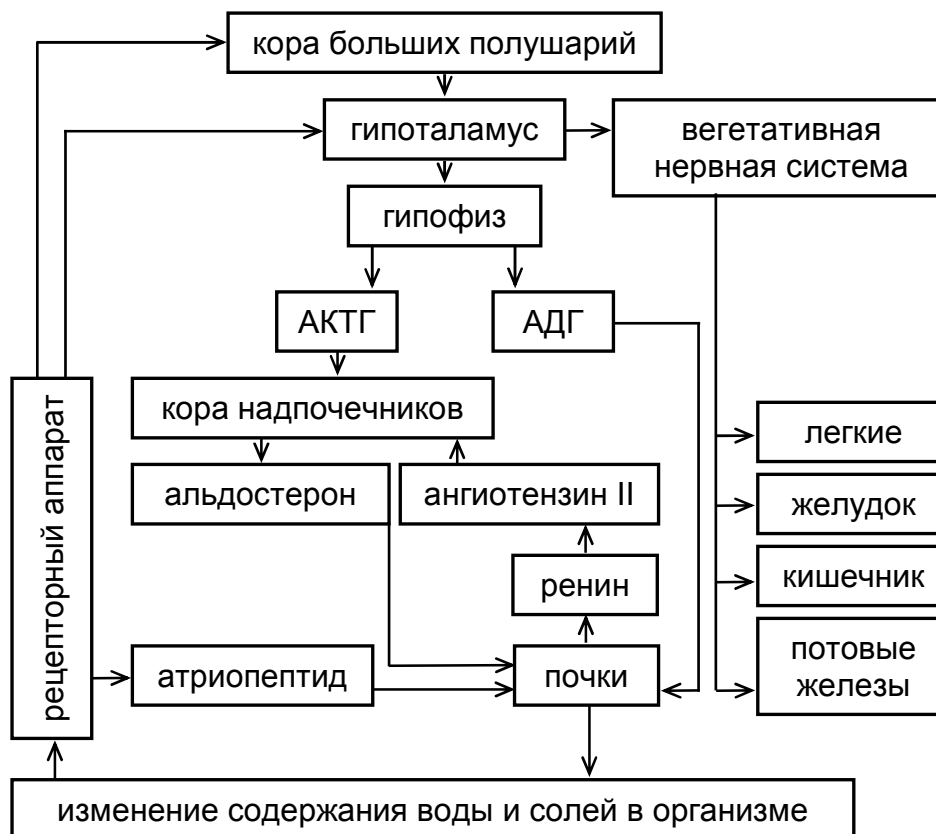 кора больших полушарий
гипоталамус
вегетативная
нервная система
гипофиз
АКТГ
АДГ
рецепторный аппарат
кора надпочечников
легкие
альдостерон
ангиотензин II
желудок
ренин
кишечник
атриопептид
почки
потовые
железы
изменение содержания воды и солей в организме